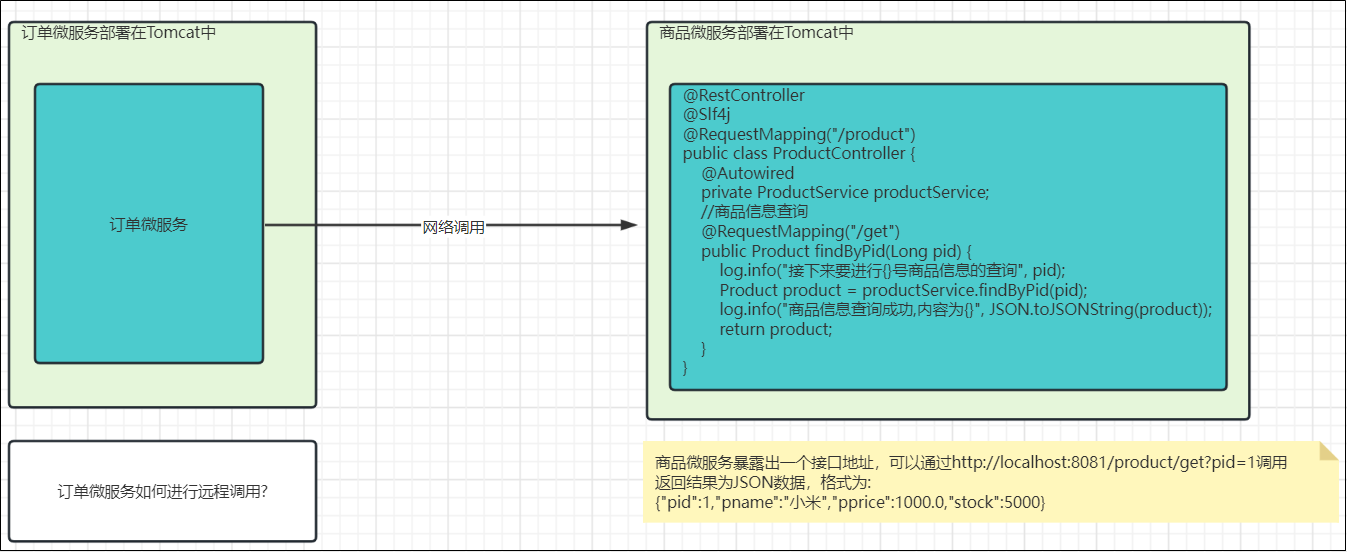 订单微服务部署在Tomcat中
订单微服务
网络调用
商品微服务部署在Tomcat中
@RestController
@Slf4j
@RequestMapping("/product")
public class ProductController {
@Autowired
private ProductService productService;
//商品信息查询
@RequestMapping("/get")
public Product findByPid(Long pid) {
log.info("接下来要进行{}号商品信息的查询", pid);
Product product = productService.findByPid(pid);
log.info("商品信息查询成功,内容为{}", JSON.toJSONString(product));
return product;
}
}
订单微服务如何进行远程调用?
商品微服务暴露出一个接口地址，可以通过http://localhost:8081/product/get?pid=1调用
返回结果为JSON数据，格式为:
{"pid":1,"pname":"小米","pprice":1000.0,"stock":5000}